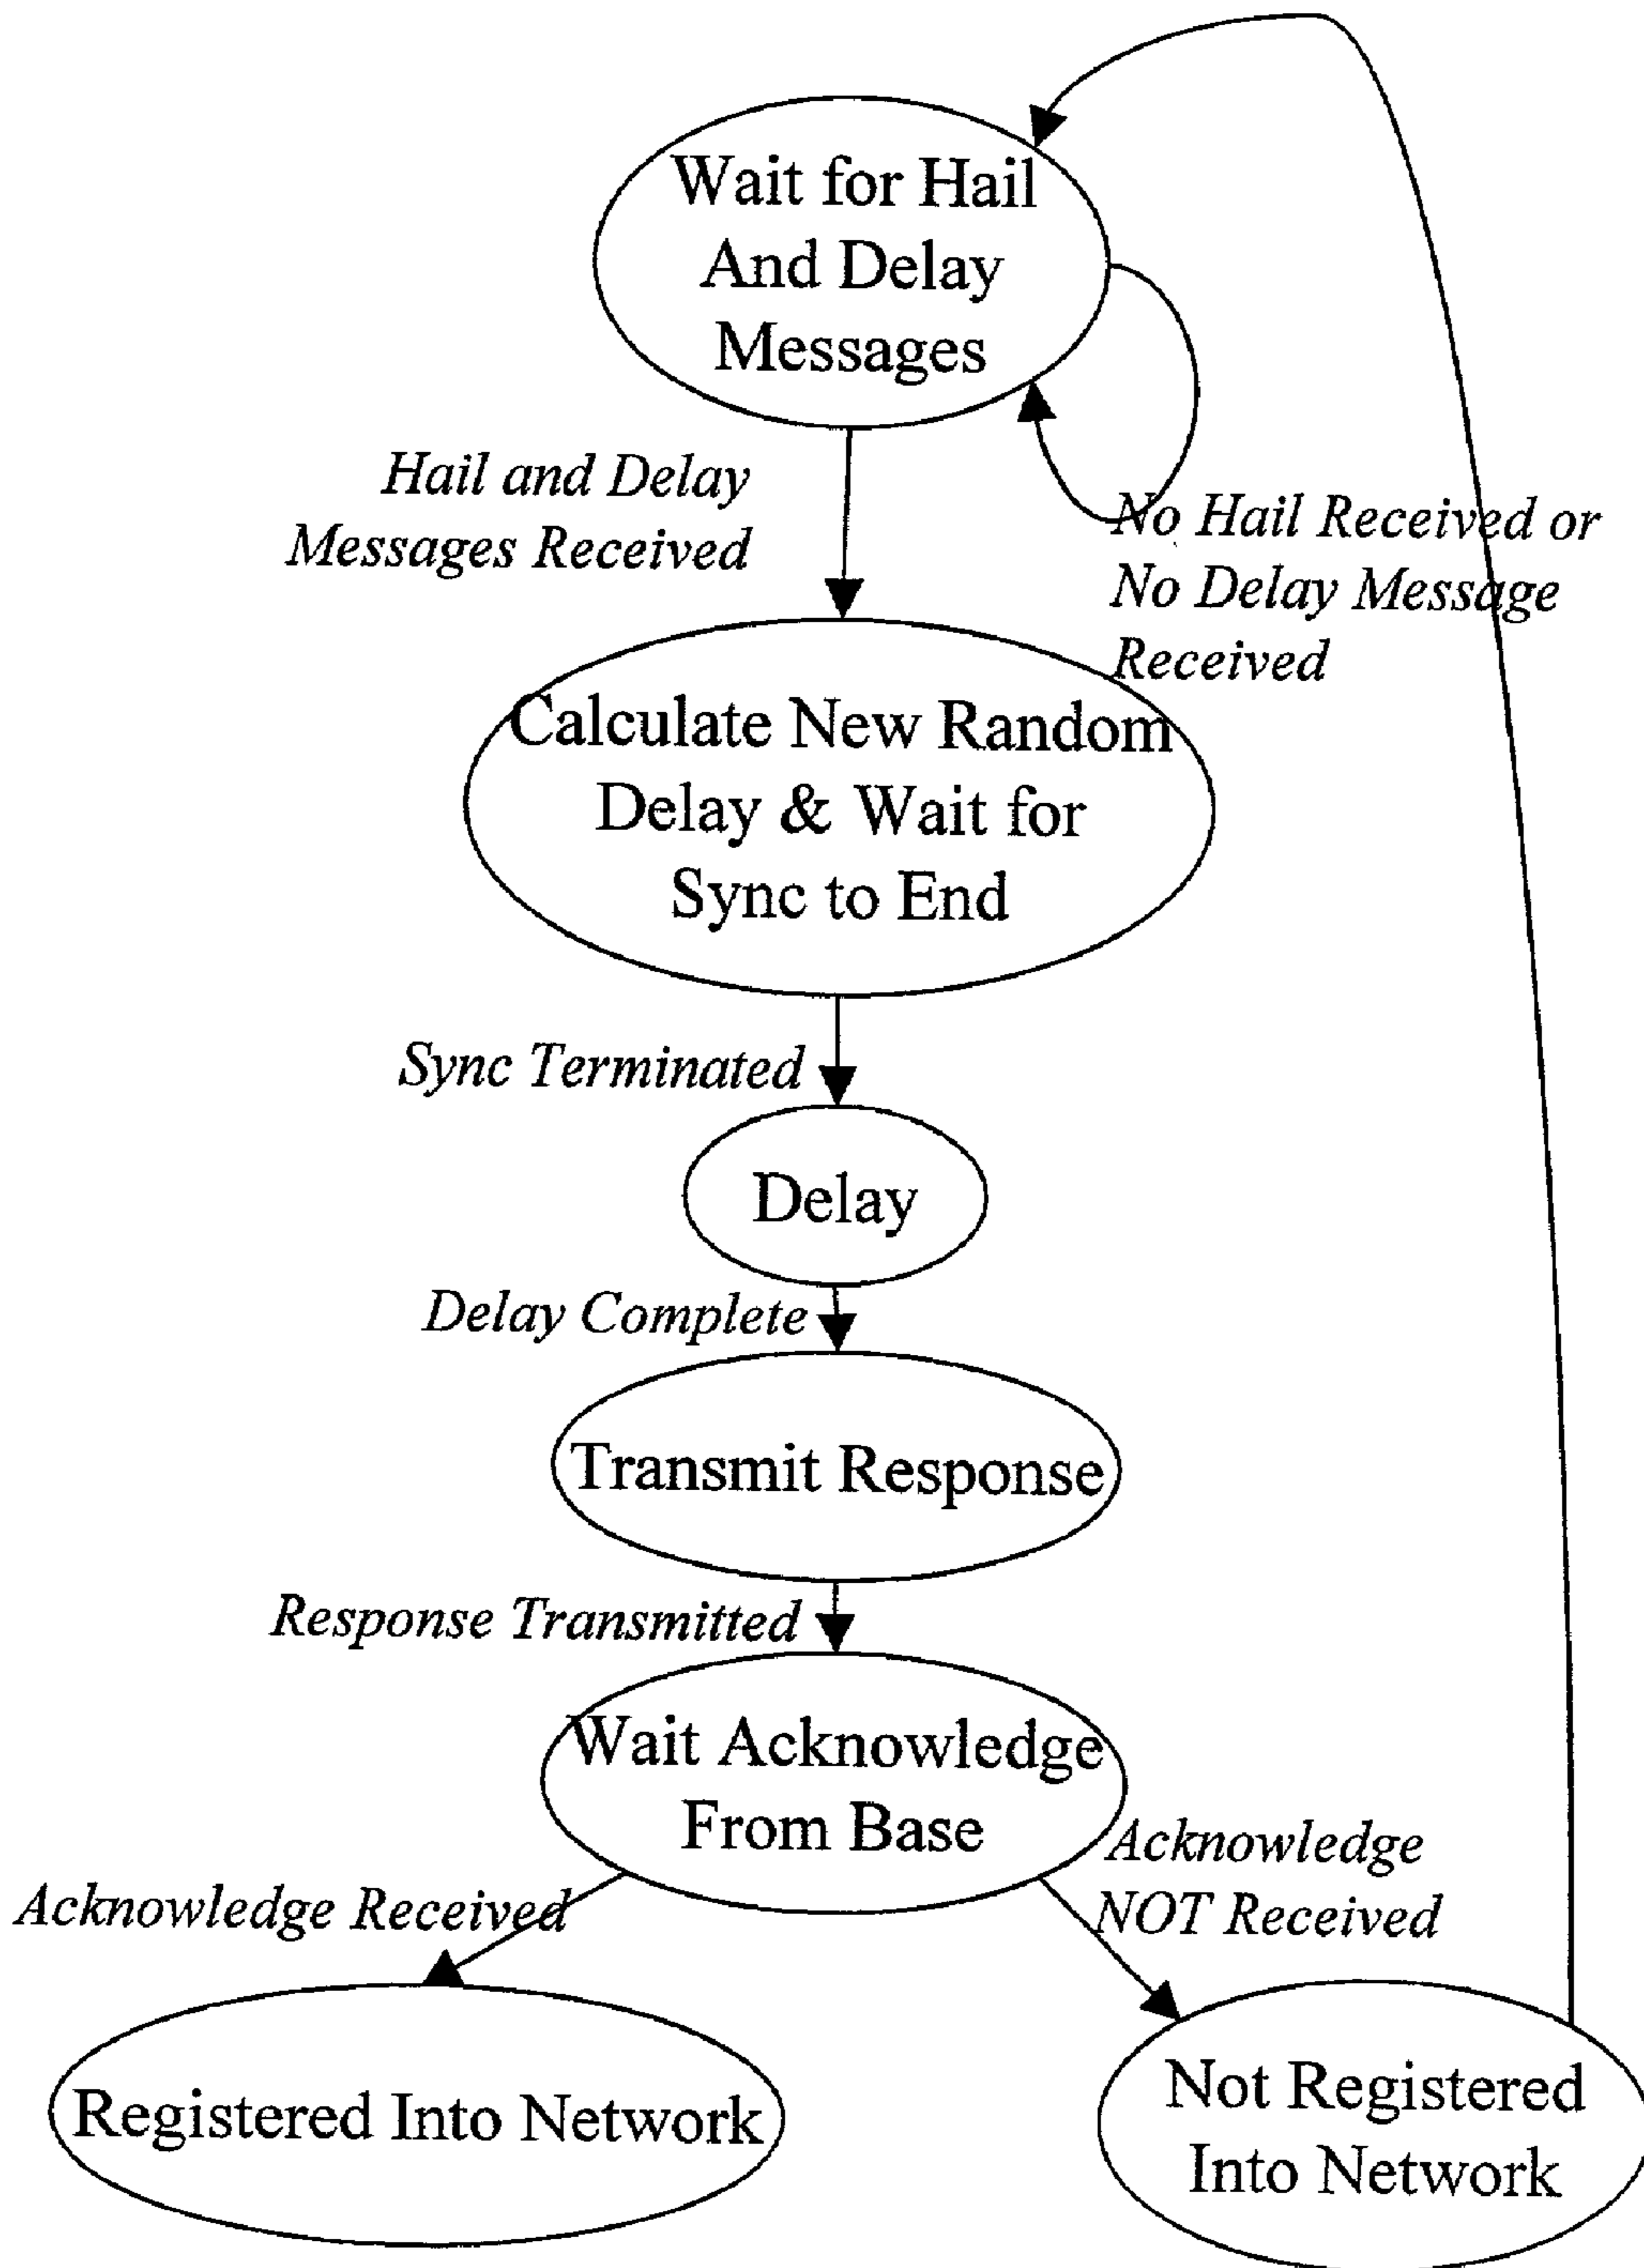 Wait for Hail
And Delay
Messages
Hail and Delay
Messages Received
No Hail Received or
No Delay Message
Received
Calculate New Random
Delay & Wait for
Sync to End
Sync Terminated
Delay
Delay Complete
Transmit Response
Response Transmitted
Wait Acknowledge
From Base
Acknowledge Received
Acknowledge
NOT Received
Registered Into Network
Not Registered
Into Network